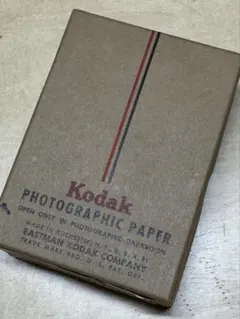 Kodak
PHOTOGRAPHIC PAPER
OPEN ONLY IN PHOTOGRAPHIC DARKROOM
MADE IN ROCHESTER, N. Y., U. S. A. BY
EASTMAN KODAK COMPANY
TRADE MARK REG. U. S. PAT. OFF.